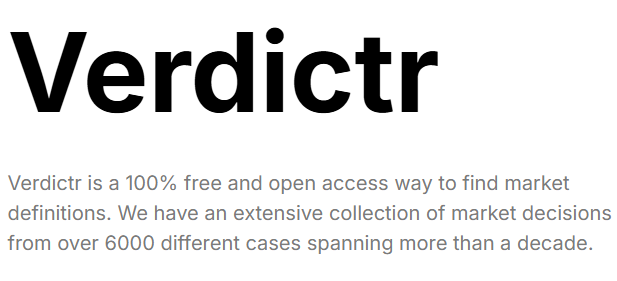 Verdictr
Verdictr is a 100% free and open access way to find market
definitions. We have an extensive collection of market decisions
from over 6000 different cases spanning more than a decade.